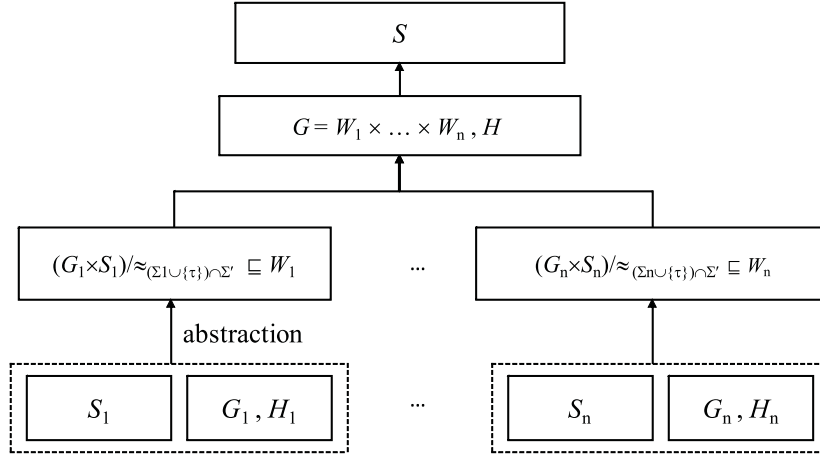 S
G = W₁ × … × Wₙ , H
(G₁×S₁)/≈₍Σ1∪{τ})∩Σ′ ⊑ W₁
...
(Gₙ×Sₙ)/≈₍Σn∪{τ})∩Σ′ ⊑ Wₙ
abstraction
S₁
G₁ , H₁
...
Sₙ
Gₙ , Hₙ